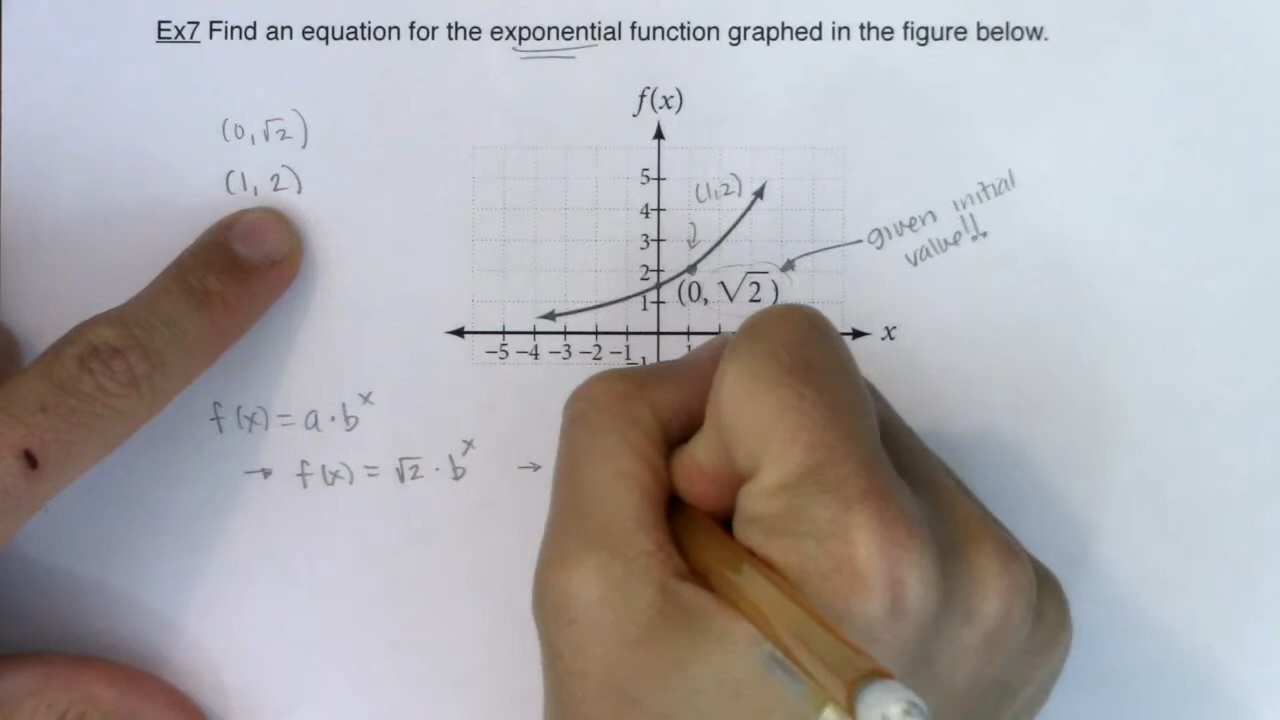 Ex7 Find an equation for the exponential function graphed in the figure below.
f(x)
(0, √2)
(1, 2)
5
(1,2)
given initial
value!!
4
3
2
(0, √2)
1
x
−5 −4 −3 −2 −1
1
−1
f(x) = a · b^x
→ f(x) = √2 · b^x →